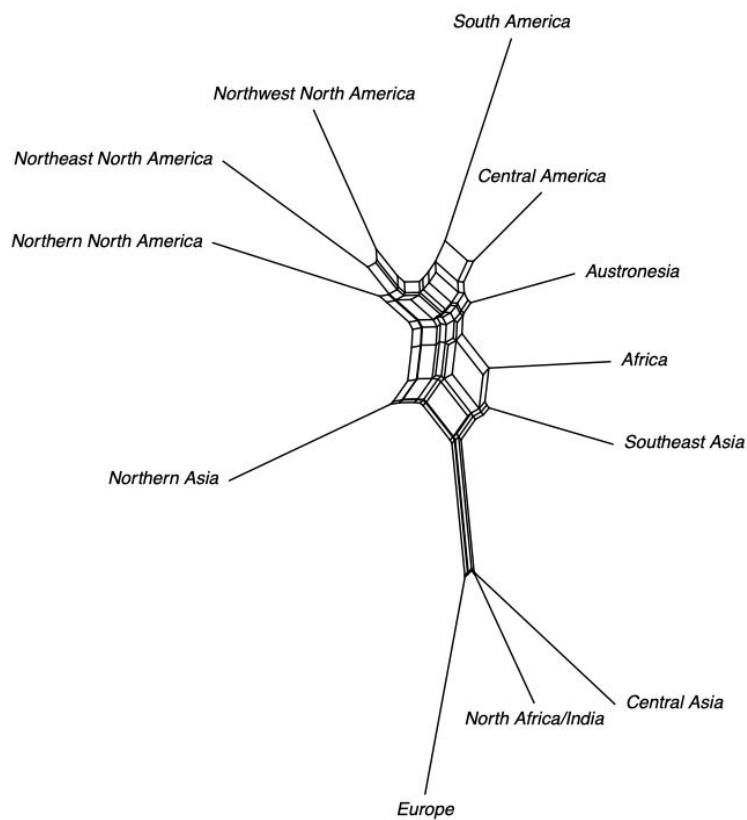 South America
Northwest North America
Northeast North America
Central America
Northern North America
Austronesia
Africa
Southeast Asia
Northern Asia
Central Asia
North Africa/India
Europe